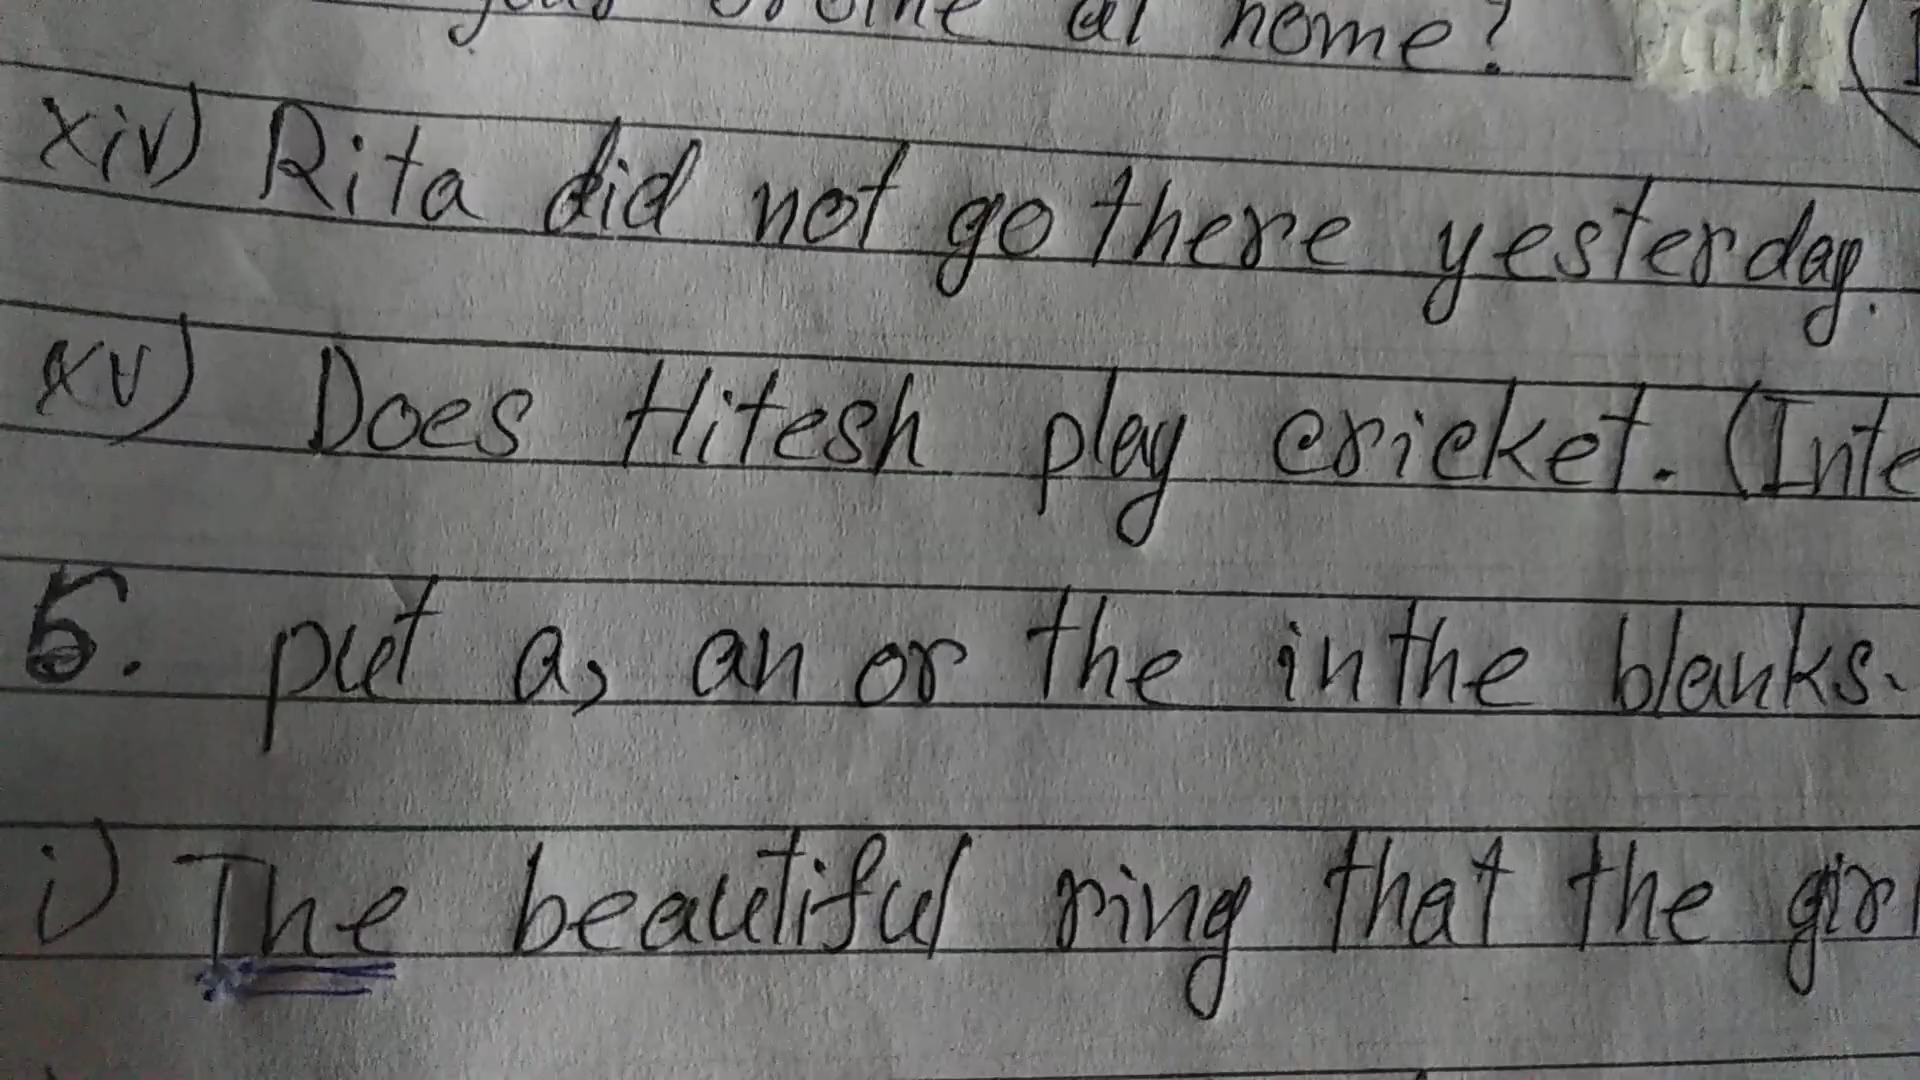 at home?
xiv) Rita did not go there yesterday.
xv) Does Hitesh play cricket. (Inte
5. put a, an or the in the blanks.
i) The beautiful ring that the girl